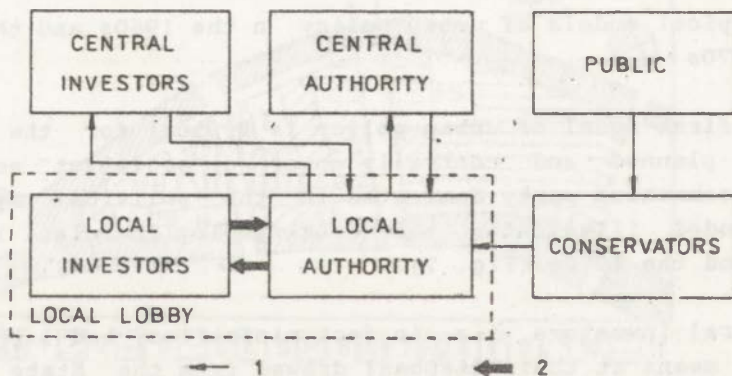 CENTRAL
INVESTORS
CENTRAL
AUTHORITY
PUBLIC
LOCAL
INVESTORS
LOCAL
AUTHORITY
CONSERVATORS
LOCAL LOBBY
1
2